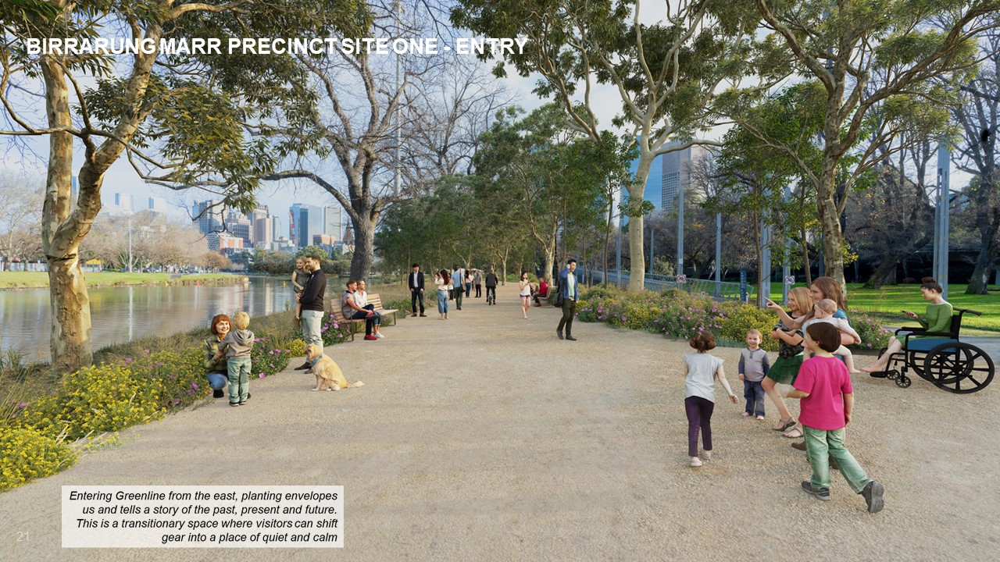 BIRRARUNG MARR PRECINCT SITE ONE - ENTRY
Entering Greenline from the east, planting envelopes
us and tells a story of the past, present and future.
This is a transitionary space where visitors can shift
gear into a place of quiet and calm
21